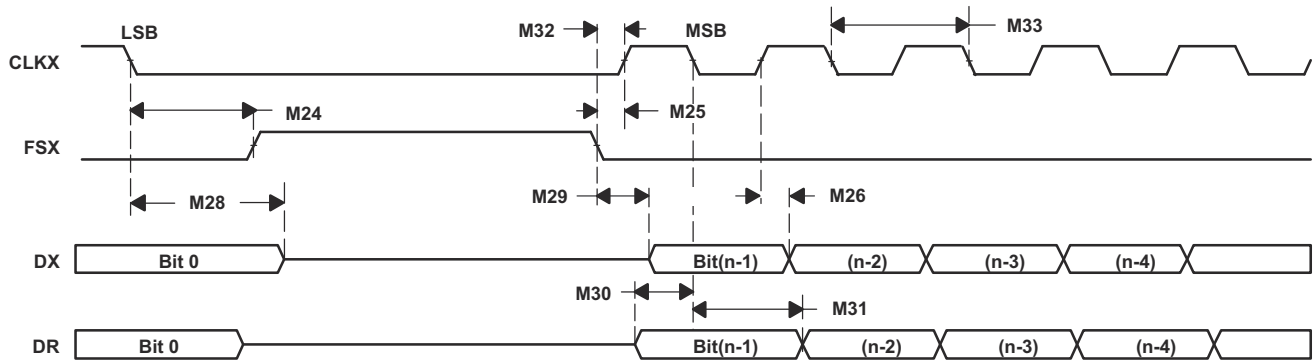 LSB
M32
MSB
M33
CLKX
M24
M25
FSX
M28
M29
M26
DX
Bit 0
Bit(n-1)
(n-2)
(n-3)
(n-4)
M30
M31
DR
Bit 0
Bit(n-1)
(n-2)
(n-3)
(n-4)